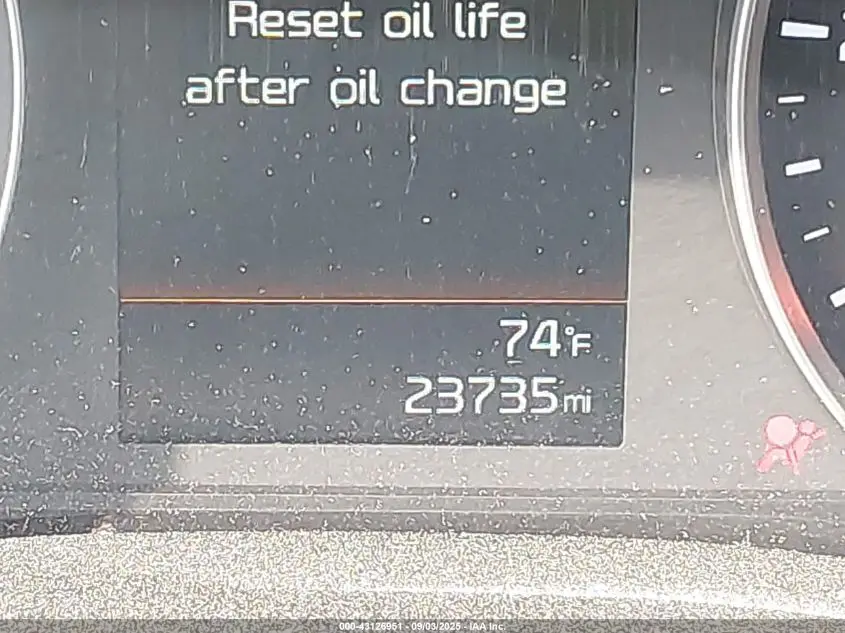 Reset oil life
after oil change
74°F
23735mi
000-43126951 - 09/03/2025 - IAA Inc.